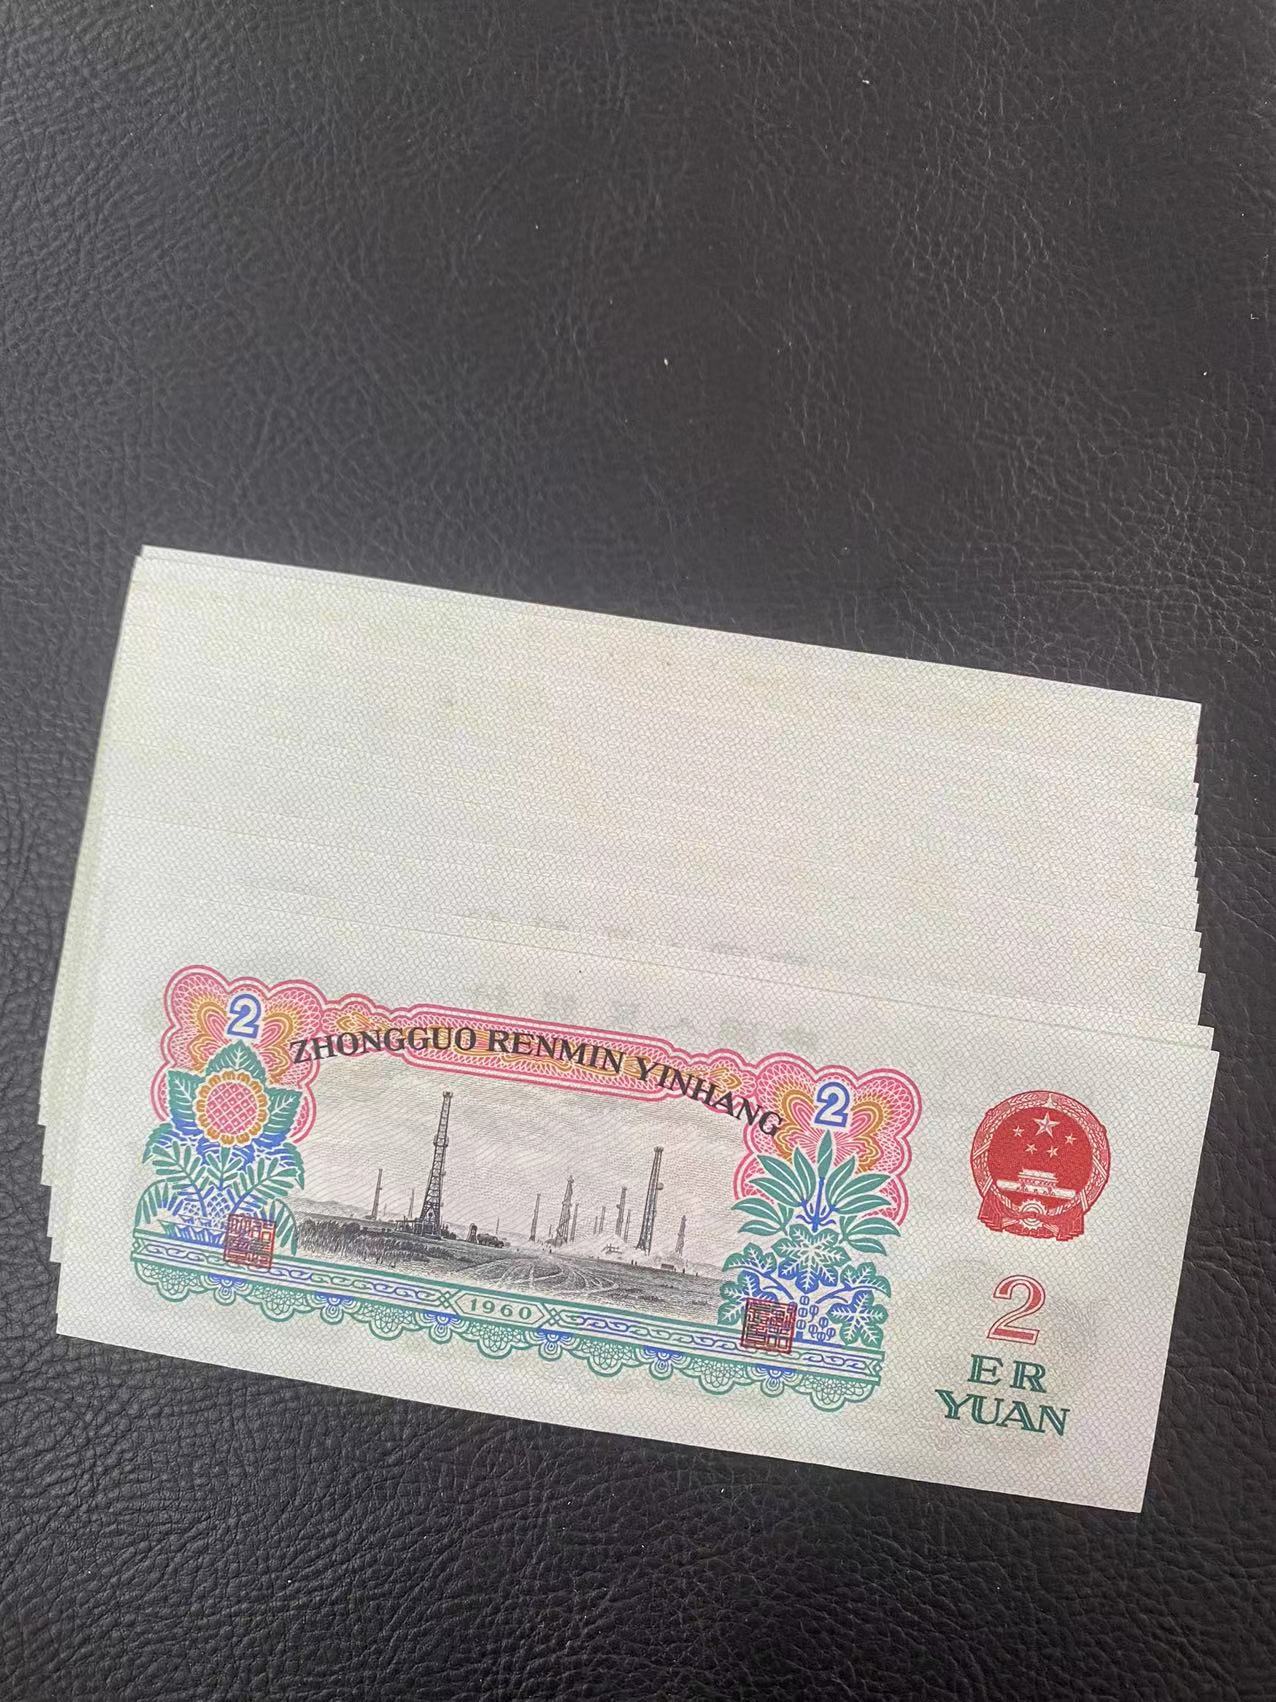 2
ZHONGGUO RENMIN YINHANG
2
1960
2
ER
YUAN